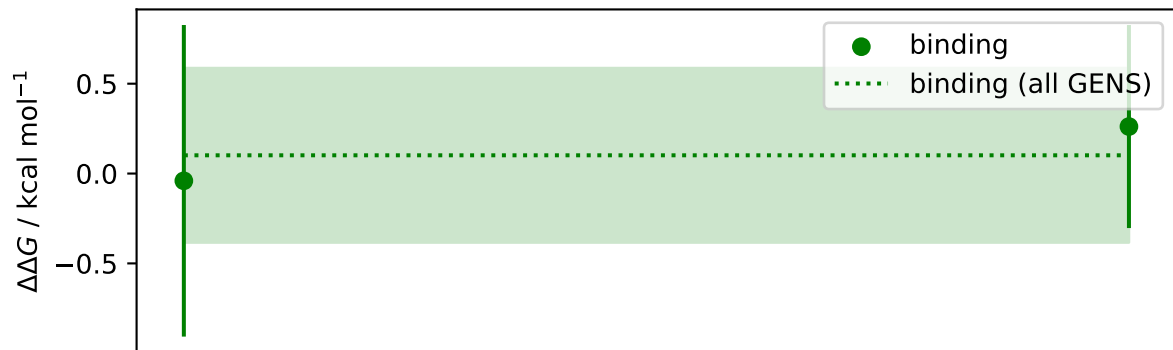 binding
binding (all GENS)
0.5
0.0
−0.5
ΔΔG / kcal mol⁻¹